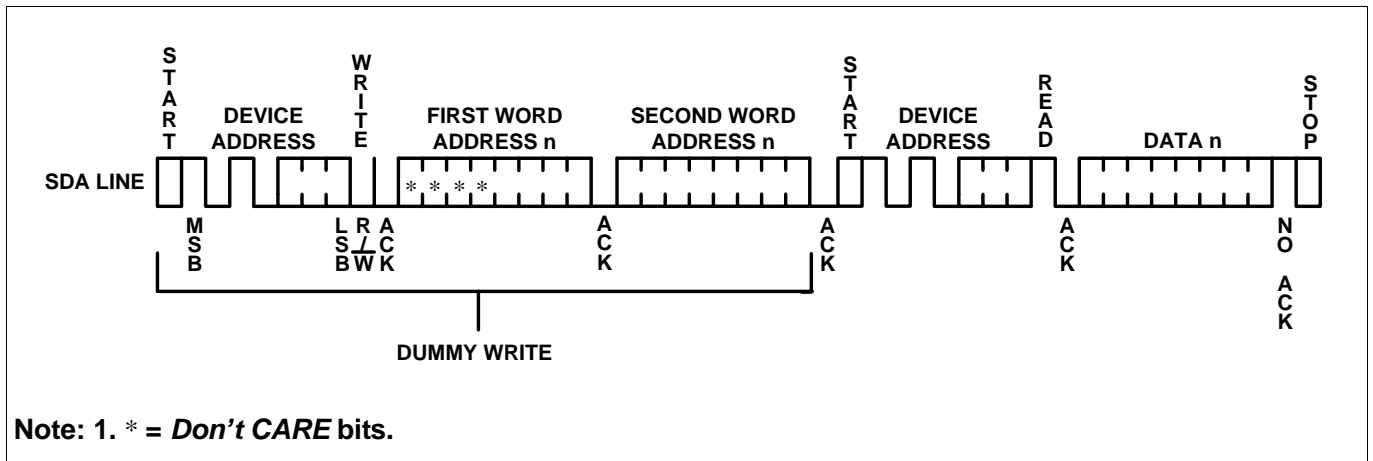 START
DEVICE ADDRESS
WRITE
FIRST WORD ADDRESS n
SECOND WORD ADDRESS n
START
DEVICE ADDRESS
READ
DATA n
STOP
SDA LINE
* * * *
MSB
LSB
R/W
ACK
ACK
ACK
ACK
NO ACK
DUMMY WRITE
Note: 1. * = Don't CARE bits.